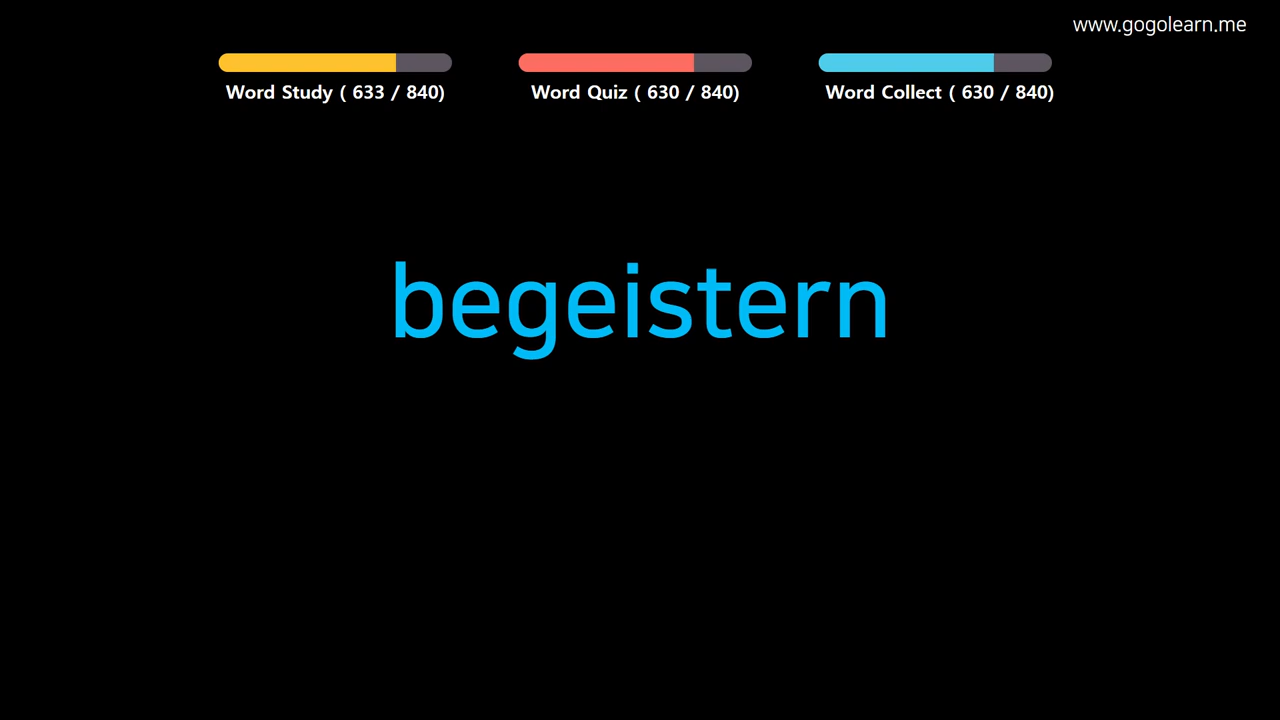 www.gogolearn.me
Word Study ( 633 / 840)
Word Quiz ( 630 / 840)
Word Collect ( 630 / 840)
begeistern